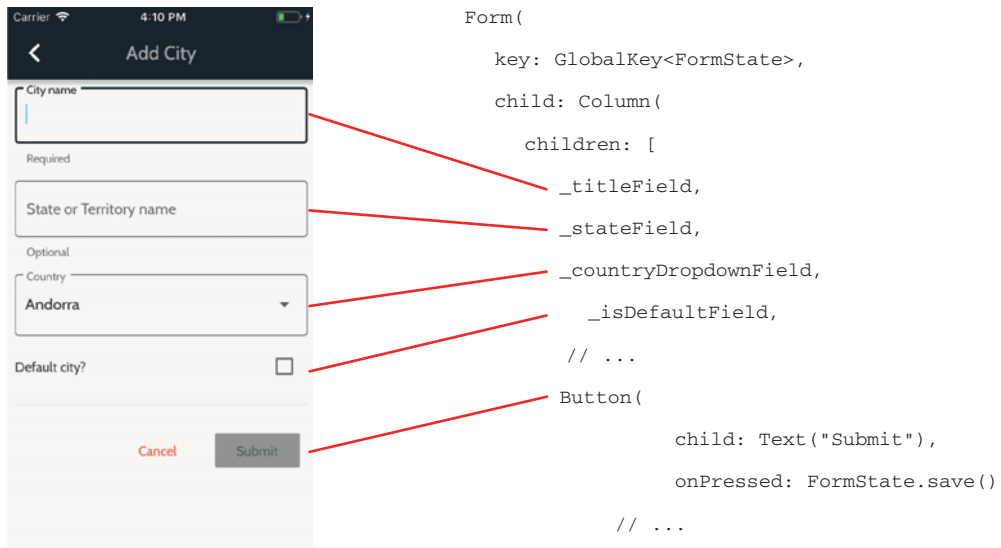 Carrier 4:10 PM
Add City
City name
Required
State or Territory name
Optional
Country
Andorra
Default city?
Cancel Submit
Form(
key: GlobalKey<FormState>,
child: Column(
children: [
_titleField,
_stateField,
_countryDropdownField,
_isDefaultField,
// ...
Button(
child: Text("Submit"),
onPressed: FormState.save()
// ...